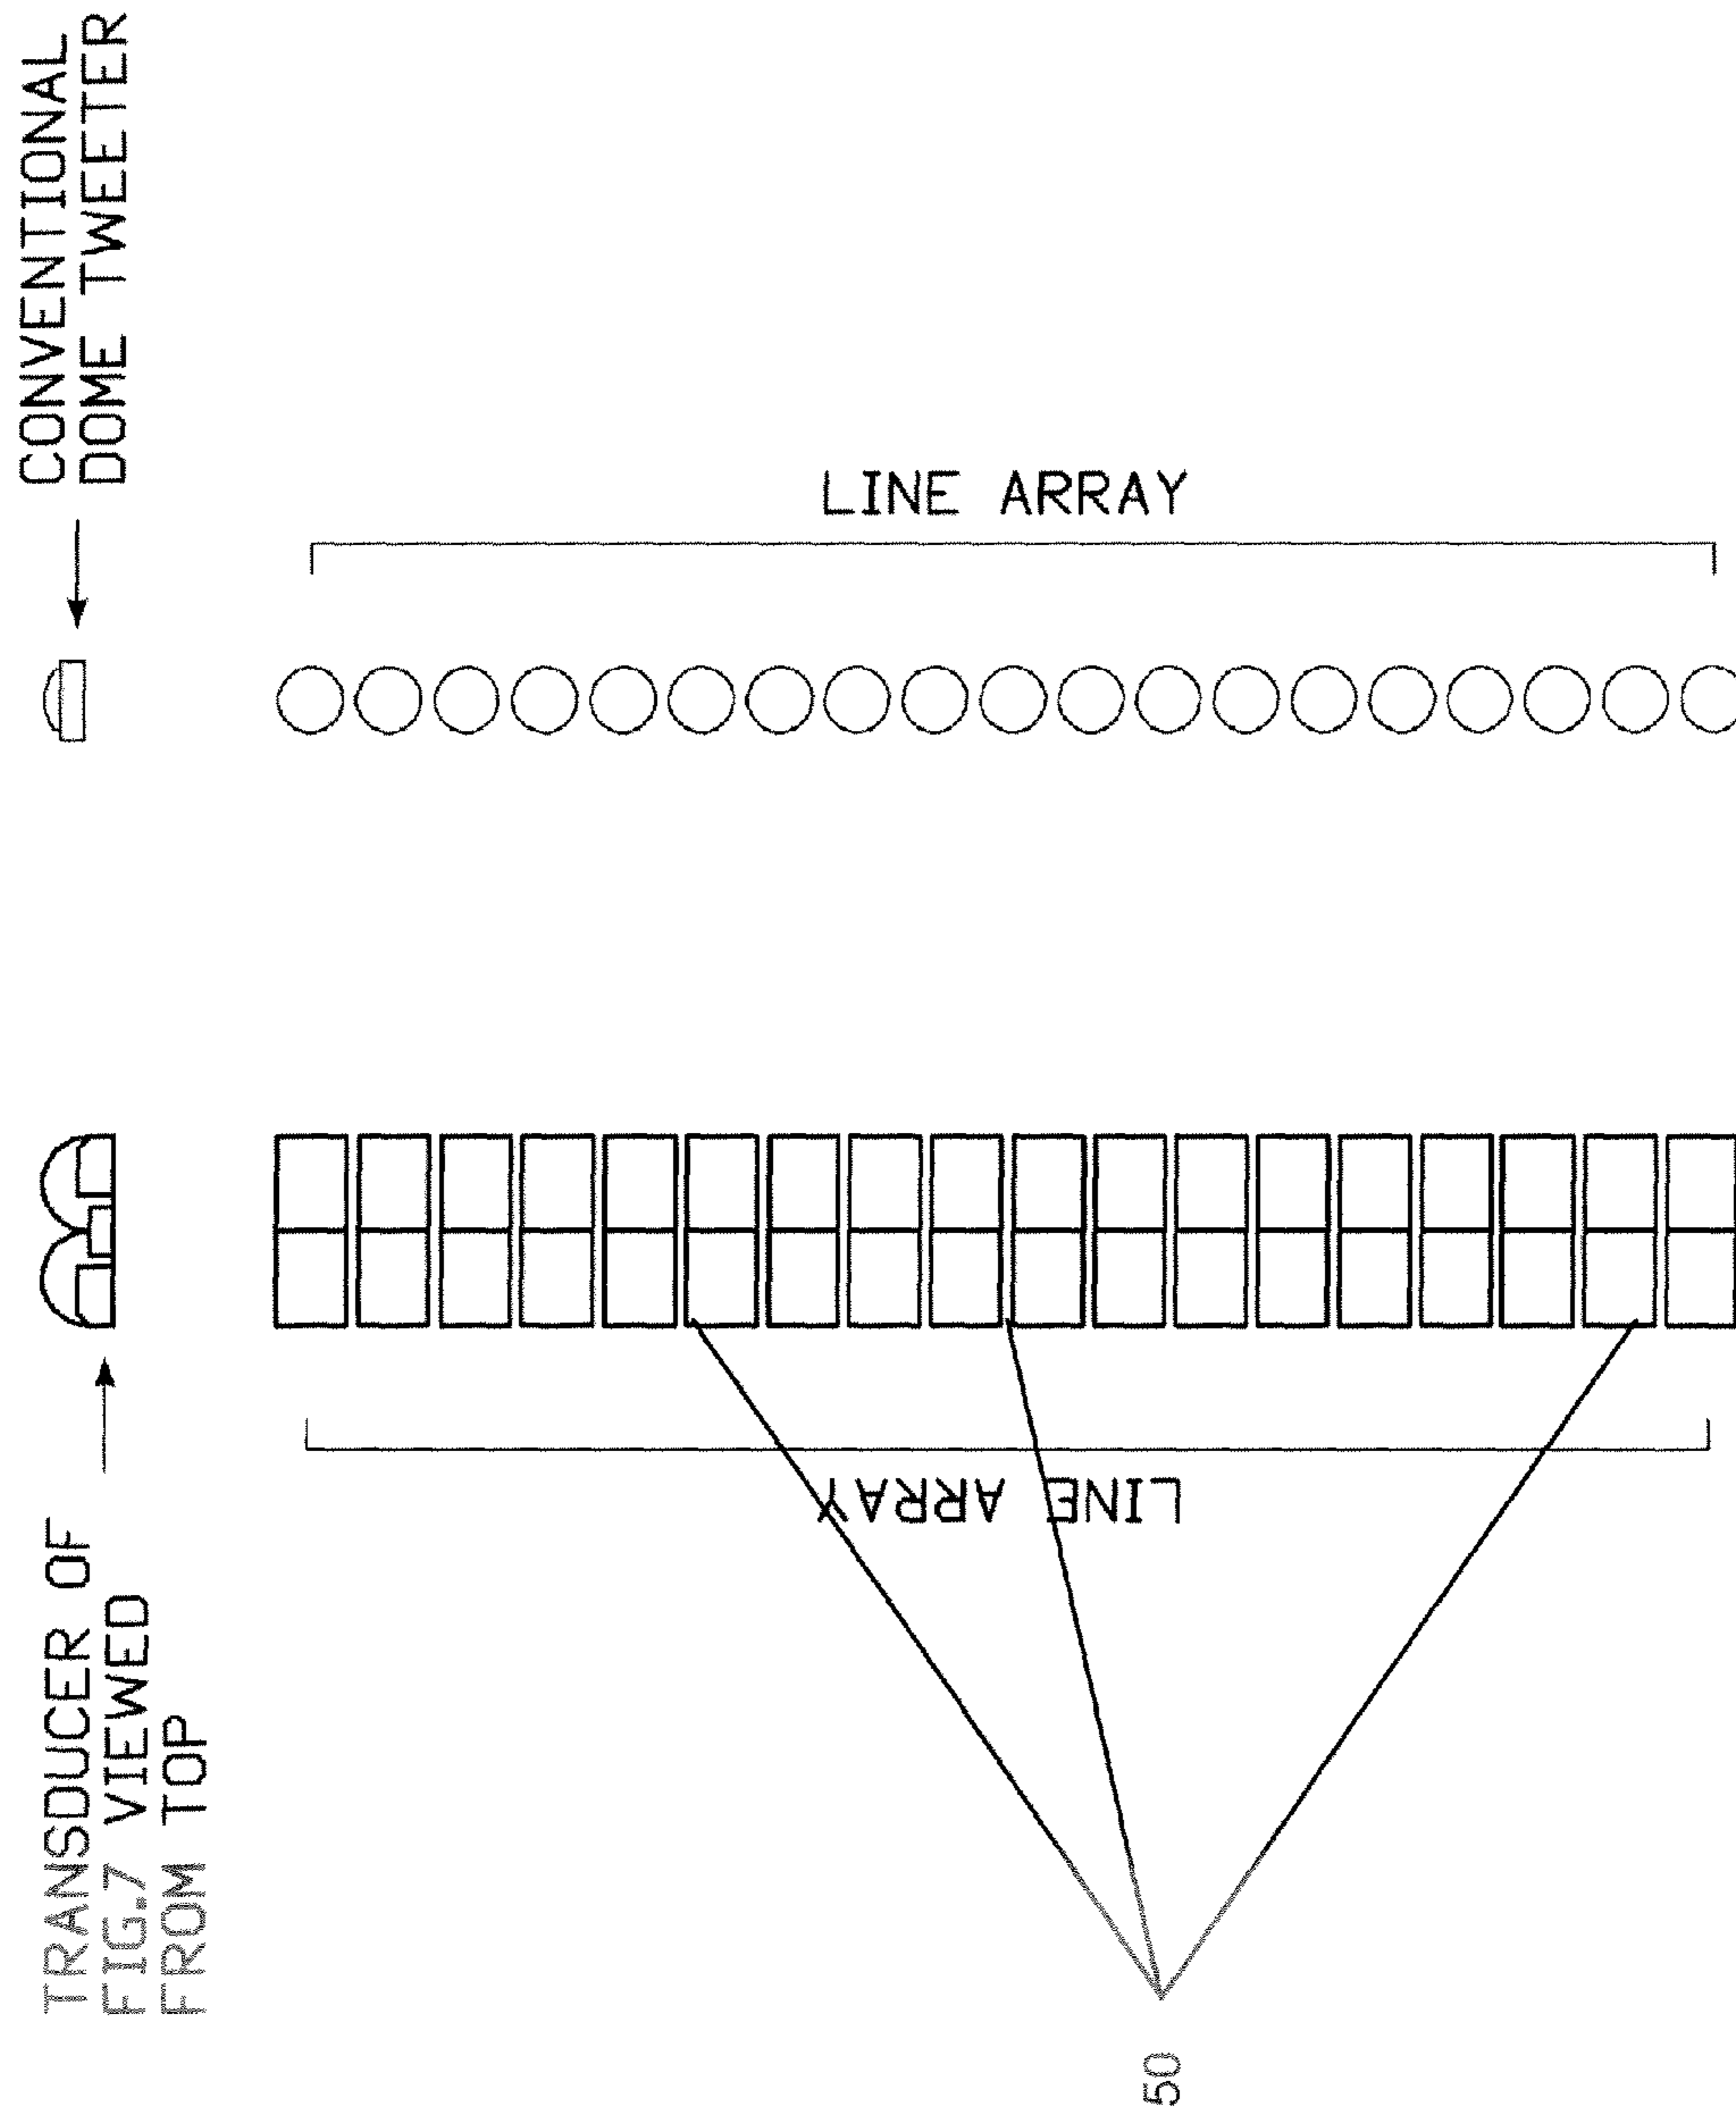 CONVENTIONAL
DOME TWEETER
LINE ARRAY
TRANSDUCER OF
FIG.7 VIEWED
FROM TOP
LINE ARRAY
50